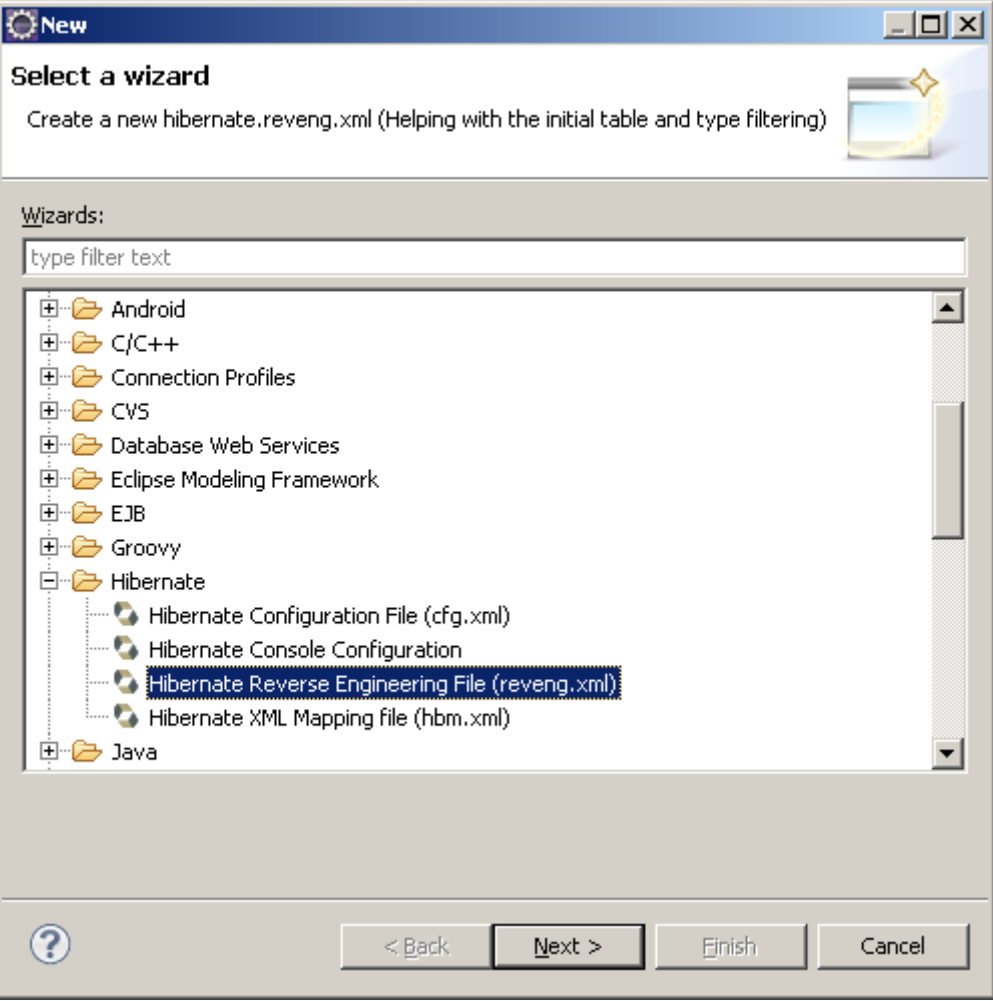 New
Select a wizard
Create a new hibernate.reveng.xml (Helping with the initial table and type filtering)
Wizards:
type filter text
Android
C/C++
Connection Profiles
CVS
Database Web Services
Eclipse Modeling Framework
EJB
Groovy
Hibernate
Hibernate Configuration File (cfg.xml)
Hibernate Console Configuration
Hibernate Reverse Engineering File (reveng.xml)
Hibernate XML Mapping file (hbm.xml)
Java
< Back Next > Finish Cancel